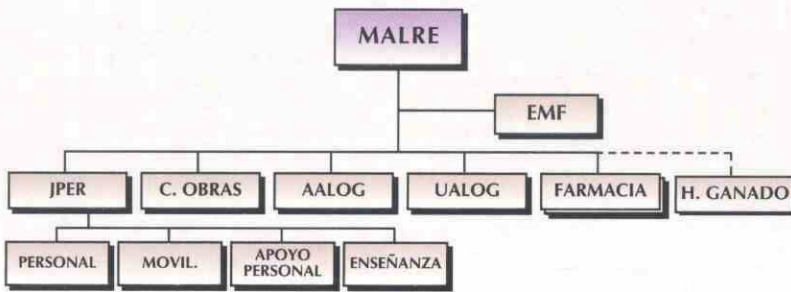 MALRE
EMF
JPER
C. OBRAS
AALOG
UALOG
FARMACIA
H. GANADO
PERSONAL
MOVIL.
APOYO
PERSONAL
ENSEÑANZA